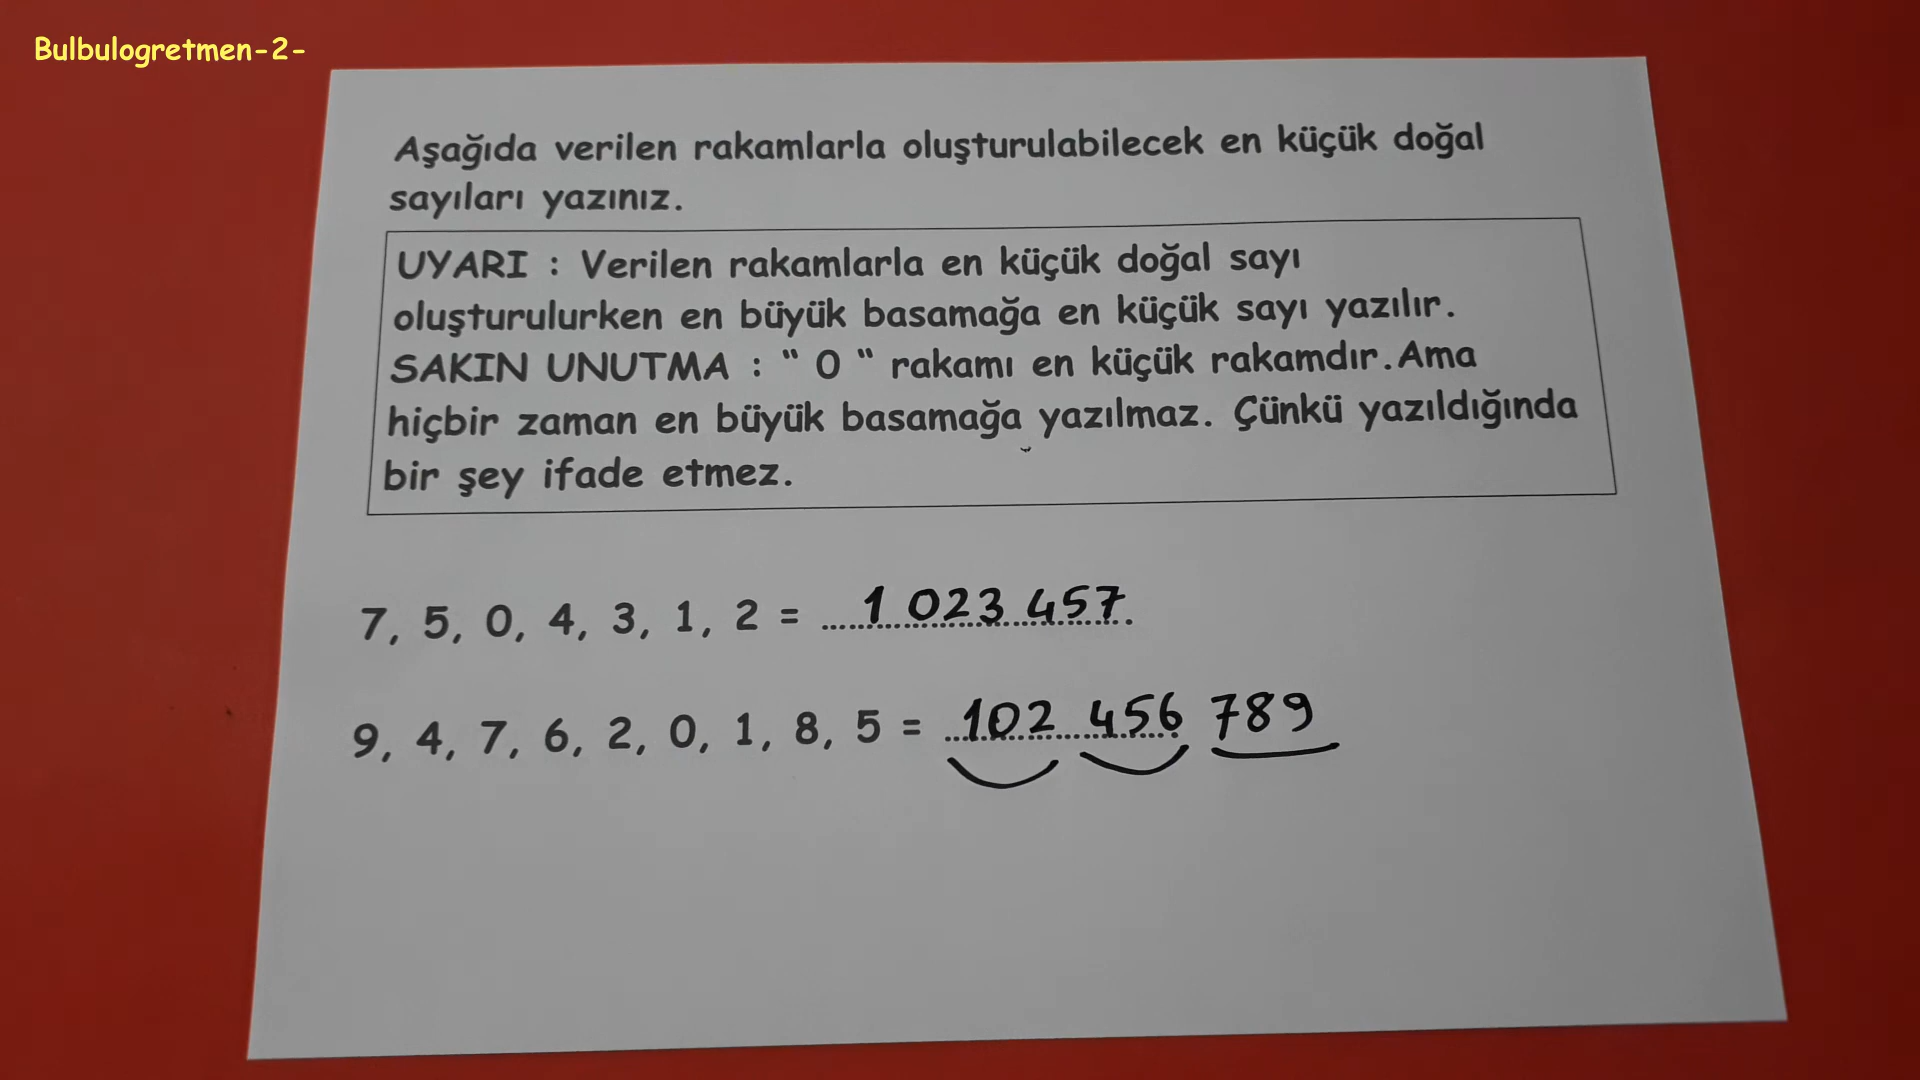 Bulbulogretmen-2-
Aşağıda verilen rakamlarla oluşturulabilecek en küçük doğal
sayıları yazınız.
UYARI : Verilen rakamlarla en küçük doğal sayı
oluşturulurken en büyük basamağa en küçük sayı yazılır.
SAKIN UNUTMA : " 0 " rakamı en küçük rakamdır.Ama
hiçbir zaman en büyük basamağa yazılmaz. Çünkü yazıldığında
bir şey ifade etmez.
7, 5, 0, 4, 3, 1, 2 = 1 023 457
9, 4, 7, 6, 2, 0, 1, 8, 5 = 102 456 789